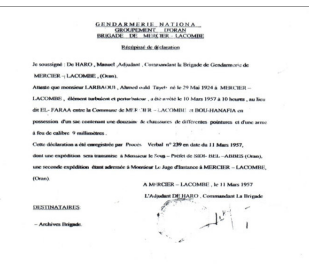 GENDARMERIE NATIONA
GROUPEMENT D'ORAN
BRIGADE DE MERCIER - LACOMBE
Récépissé de déclaration
Je soussigné : De HARO , Manuel ,Adjudant , Commandant la Brigade de Gendarmerie de
MERCIER – LACOMBE , (Oran).
Atteste que monsieur LARBAOUI , Ahmed ould Tayeb né le 29 Mai 1924 à MERCIER –
LACOMBE , élément turbulent et perturbateur , a été arrêté le 10 Mars 1957 à 10 heures , au lieu
dit EL- FARAA entre la Commune de MERCIER – LACOMBE et BOU-HANAFIA en
possession d'un sac contenant une douzaine de chaussures de différentes pointures et d'une arme
à feu de calibre 9 millimètres .
Cette déclaration a été enregistrée par Procès Verbal n° 239 en date du 11 Mars 1957,
dont une expédition sera transmise à Monsieur le Sous – Préfet de SIDI- BEL –ABBES (Oran),
une seconde expédition étant adressée à Monsieur Le Juge d'Instance à MERCIER – LACOMBE,
(Oran)
A MERCIER – LACOMBE , le 11 Mars 1957
L'Adjudant DE HARO , Commandant La Brigade
DESTINATAIRES
– Archives Brigade